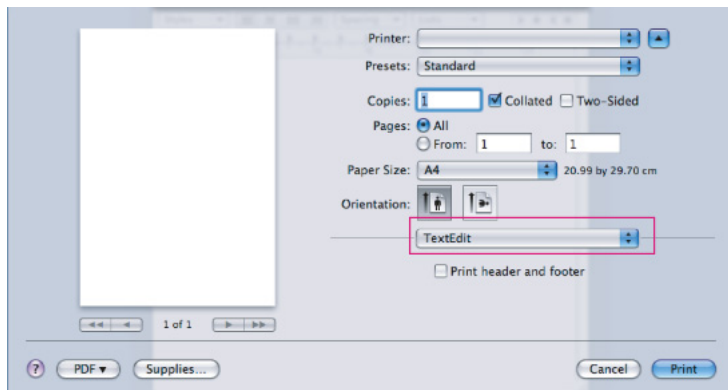 Printer:
Presets: Standard
Copies: 1 Collated Two-Sided
Pages: All
From: 1 to: 1
Paper Size: A4 20.99 by 29.70 cm
Orientation:
TextEdit
Print header and footer
1 of 1
? PDF Supplies... Cancel Print